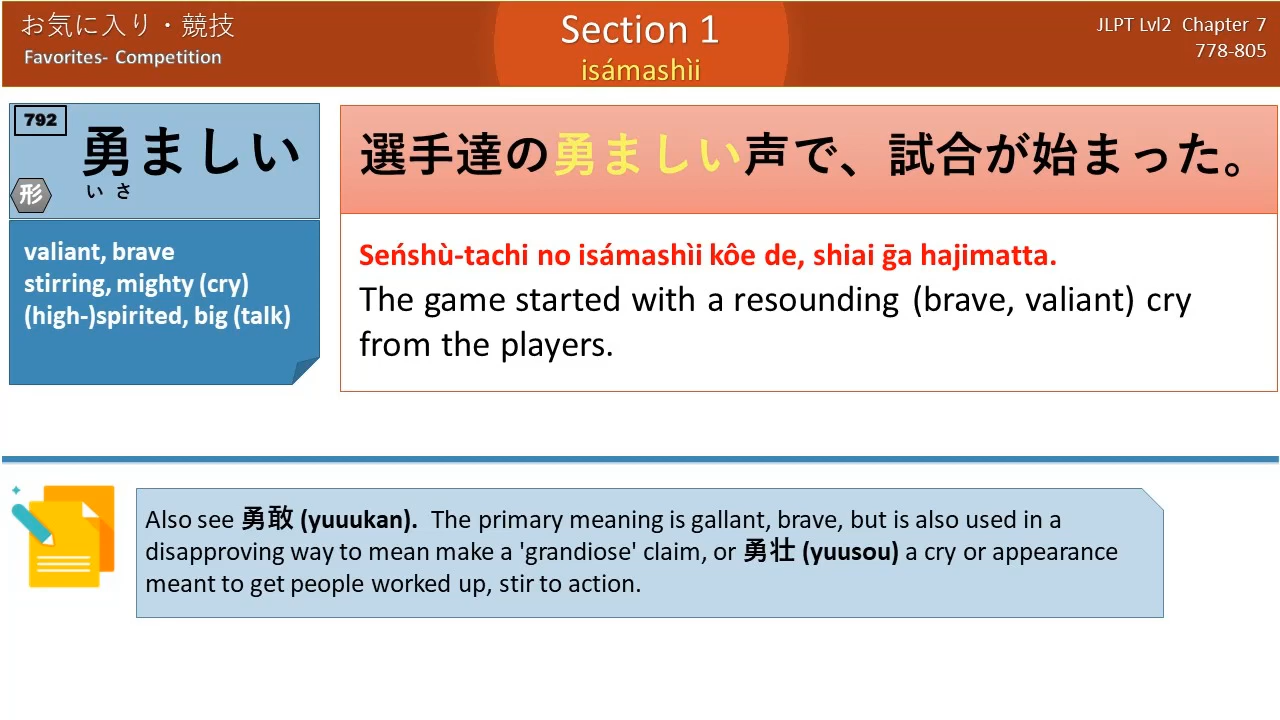 お気に入り・競技
Favorites- Competition
Section 1
isámashìi
JLPT Lvl2 Chapter 7
778-805
792
勇ましい
いさ
形
valiant, brave
stirring, mighty (cry)
(high-)spirited, big (talk)
選手達の勇ましい声で、試合が始まった。
Seńshù-tachi no isámashìi kôe de, shiai ḡa hajimatta.
The game started with a resounding (brave, valiant) cry
from the players.
Also see 勇敢 (yuuukan). The primary meaning is gallant, brave, but is also used in a
disapproving way to mean make a 'grandiose' claim, or 勇壮 (yuusou) a cry or appearance
meant to get people worked up, stir to action.